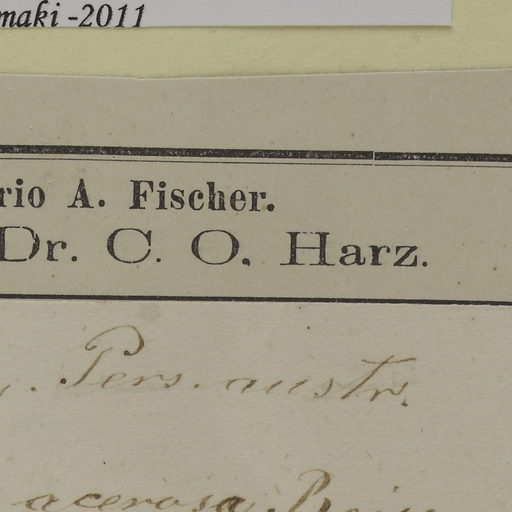 maki -2011
rio A. Fischer.
Dr. C. O. Harz.
. Pers. austr.
acerosa